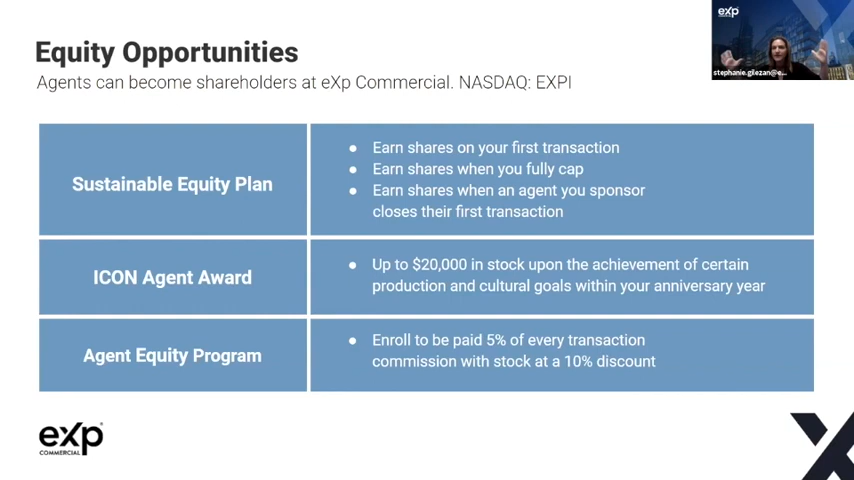 Equity Opportunities
Agents can become shareholders at eXp Commercial. NASDAQ: EXPI
exp
stephanie.gilezan@e...
Sustainable Equity Plan
● Earn shares on your first transaction
● Earn shares when you fully cap
● Earn shares when an agent you sponsor
closes their first transaction
ICON Agent Award
● Up to $20,000 in stock upon the achievement of certain
production and cultural goals within your anniversary year
Agent Equity Program
● Enroll to be paid 5% of every transaction
commission with stock at a 10% discount
exp
COMMERCIAL